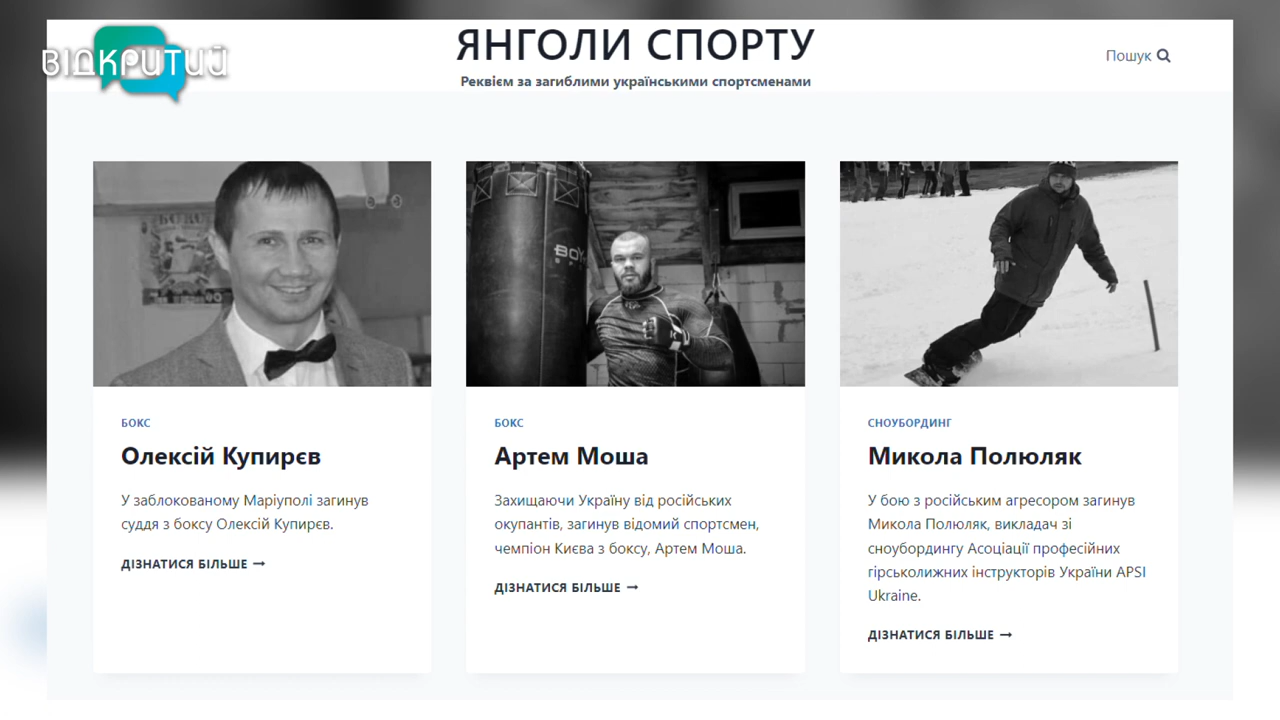 ВІДКРИТИЙ
ЯНГОЛИ СПОРТУ
Реквієм за загиблими українськими спортсменами
Пошук
БОКС
Олексій Купирєв
У заблокованому Маріуполі загинув
суддя з боксу Олексій Купирєв.
ДІЗНАТИСЯ БІЛЬШЕ →
БОКС
Артем Моша
Захищаючи Україну від російських
окупантів, загинув відомий спортсмен,
чемпіон Києва з боксу, Артем Моша.
ДІЗНАТИСЯ БІЛЬШЕ →
СНОУБОРДИНГ
Микола Полюляк
У бою з російським агресором загинув
Микола Полюляк, викладач зі
сноубордингу Асоціації професійних
гірськолижних інструкторів України APSI
Ukraine.
ДІЗНАТИСЯ БІЛЬШЕ →